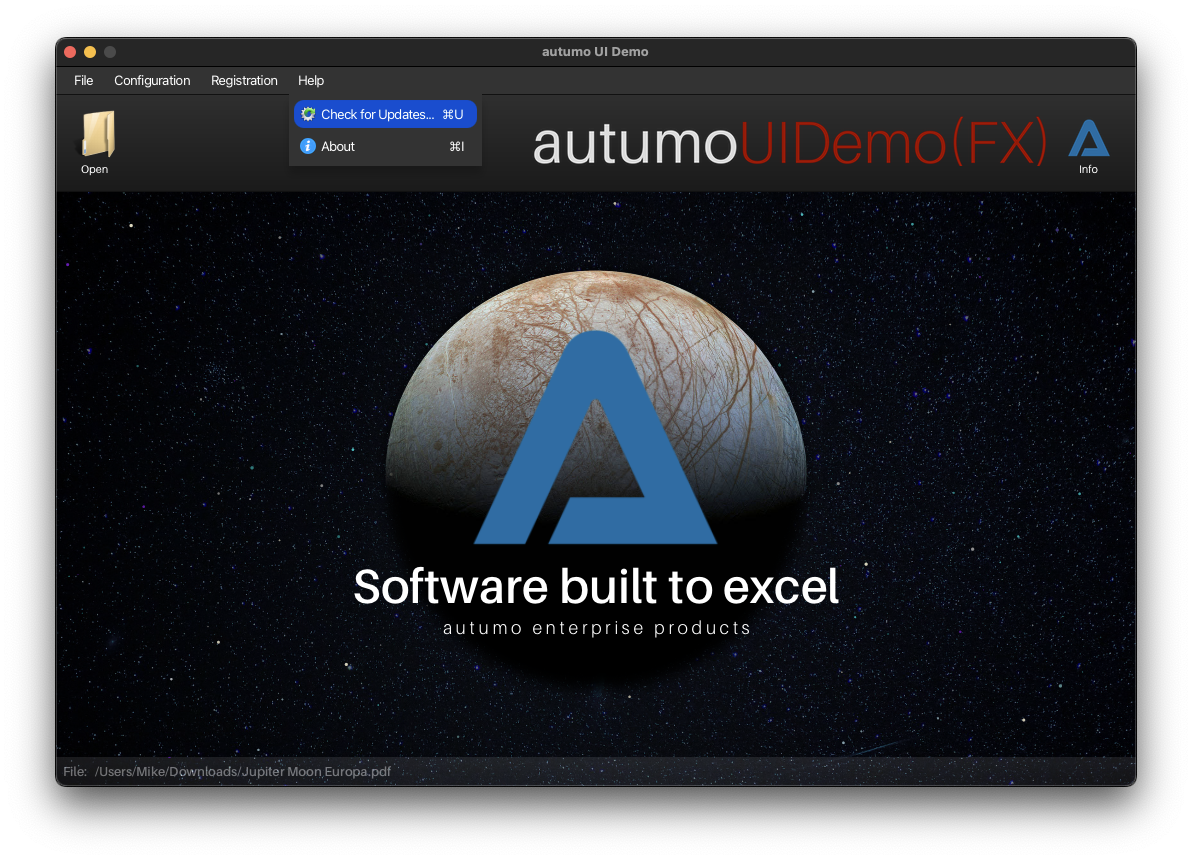 autumo UI Demo
File Configuration Registration Help
Check for Updates... ⌘U
About ⌘I
Open
autumoUIDemo(FX)
Info
Software built to excel
autumo enterprise products
File: /Users/Mike/Downloads/Jupiter Moon Europa.pdf